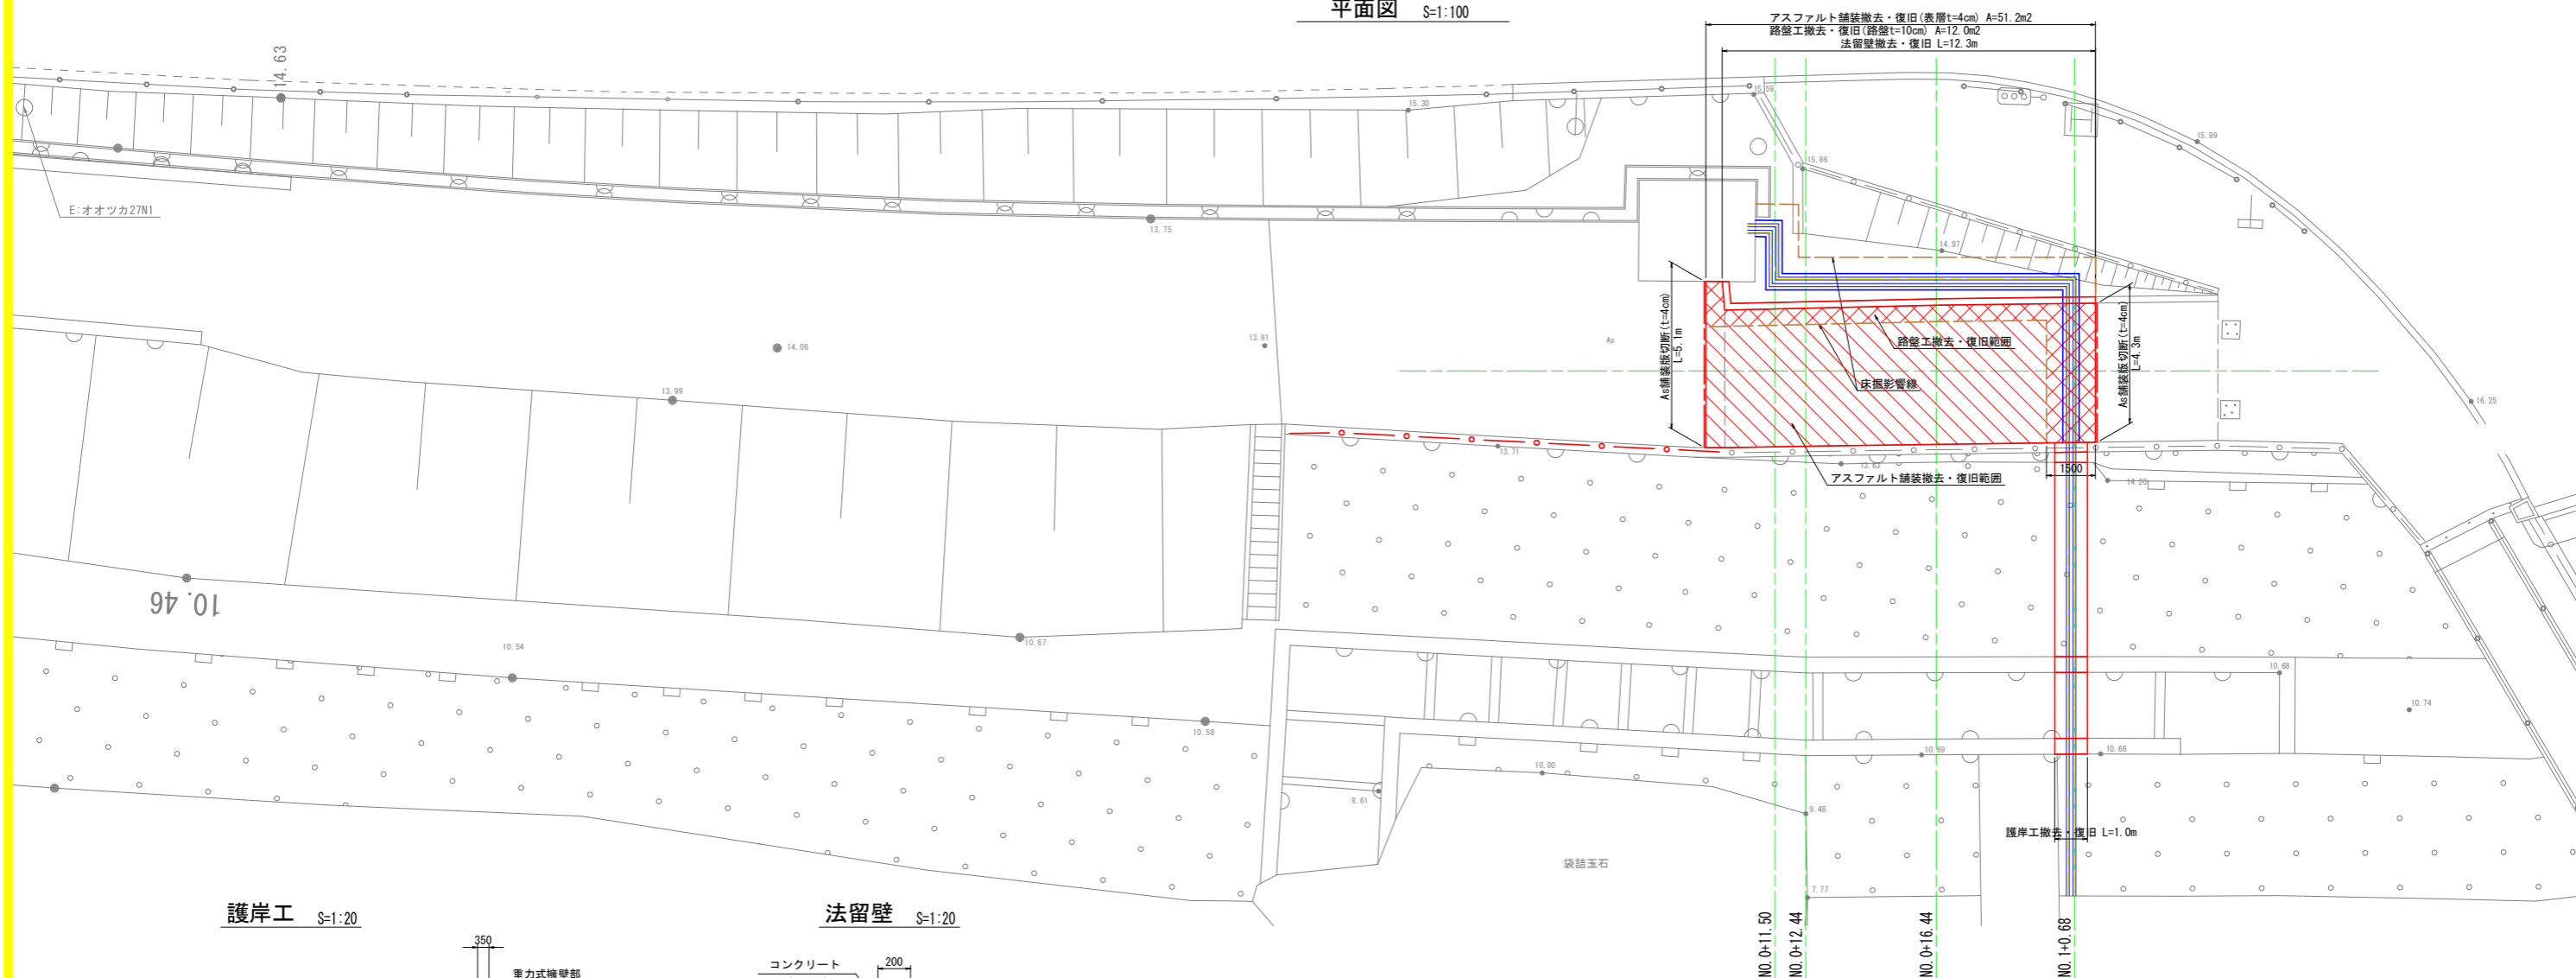 平面図 S=1:100
アスファルト舗装撤去・復旧(表層t=4cm) A=51.2m2
路盤工撤去・復旧(路盤t=10cm) A=12.0m2
法留壁撤去・復旧 L=12.3m
14.63
15.30
15.59
15.99
15.66
E:オオツカ27N1
13.75
14.97
As舗装版切断(t=4cm)
L=5.1m
As舗装版切断(t=4cm)
L=4.3m
13.81
14.06
As
路盤工撤去・復旧範囲
床掘影響線
13.99
16.25
13.71
13.63
1500
アスファルト舗装撤去・復旧範囲
14.20
10.46
10.54
10.67
10.68
10.74
10.58
10.69
10.68
10.00
8.61
9.48
護岸工撤去・復旧 L=1.0m
袋詰玉石
7.77
護岸工 S=1:20
法留壁 S=1:20
NO.0+11.50
NO.0+12.44
NO.0+16.44
NO.1+0.68
350
重力式擁壁部
コンクリート
200